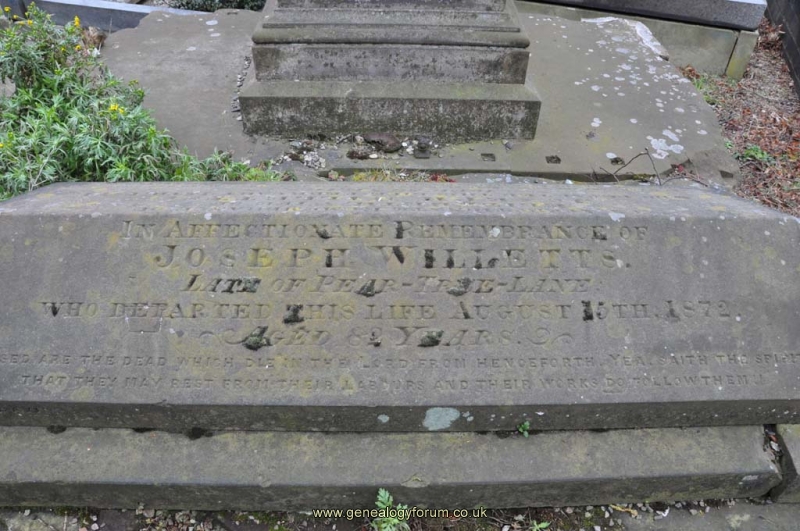 IN AFFECTIONATE REMEMBRANCE OF
JOSEPH WILLETTS.
LATE OF PEAR-TREE-LANE
WHO DEPARTED THIS LIFE AUGUST 15TH, 1872
AGED 62 YEARS.
SED ARE THE DEAD WHICH DIE IN THE LORD FROM HENCEFORTH, YEA, SAITH THE SPIRIT
THAT THEY MAY REST FROM THEIR LABOURS AND THEIR WORKS DO FOLLOW THEM
www.genealogyforum.co.uk